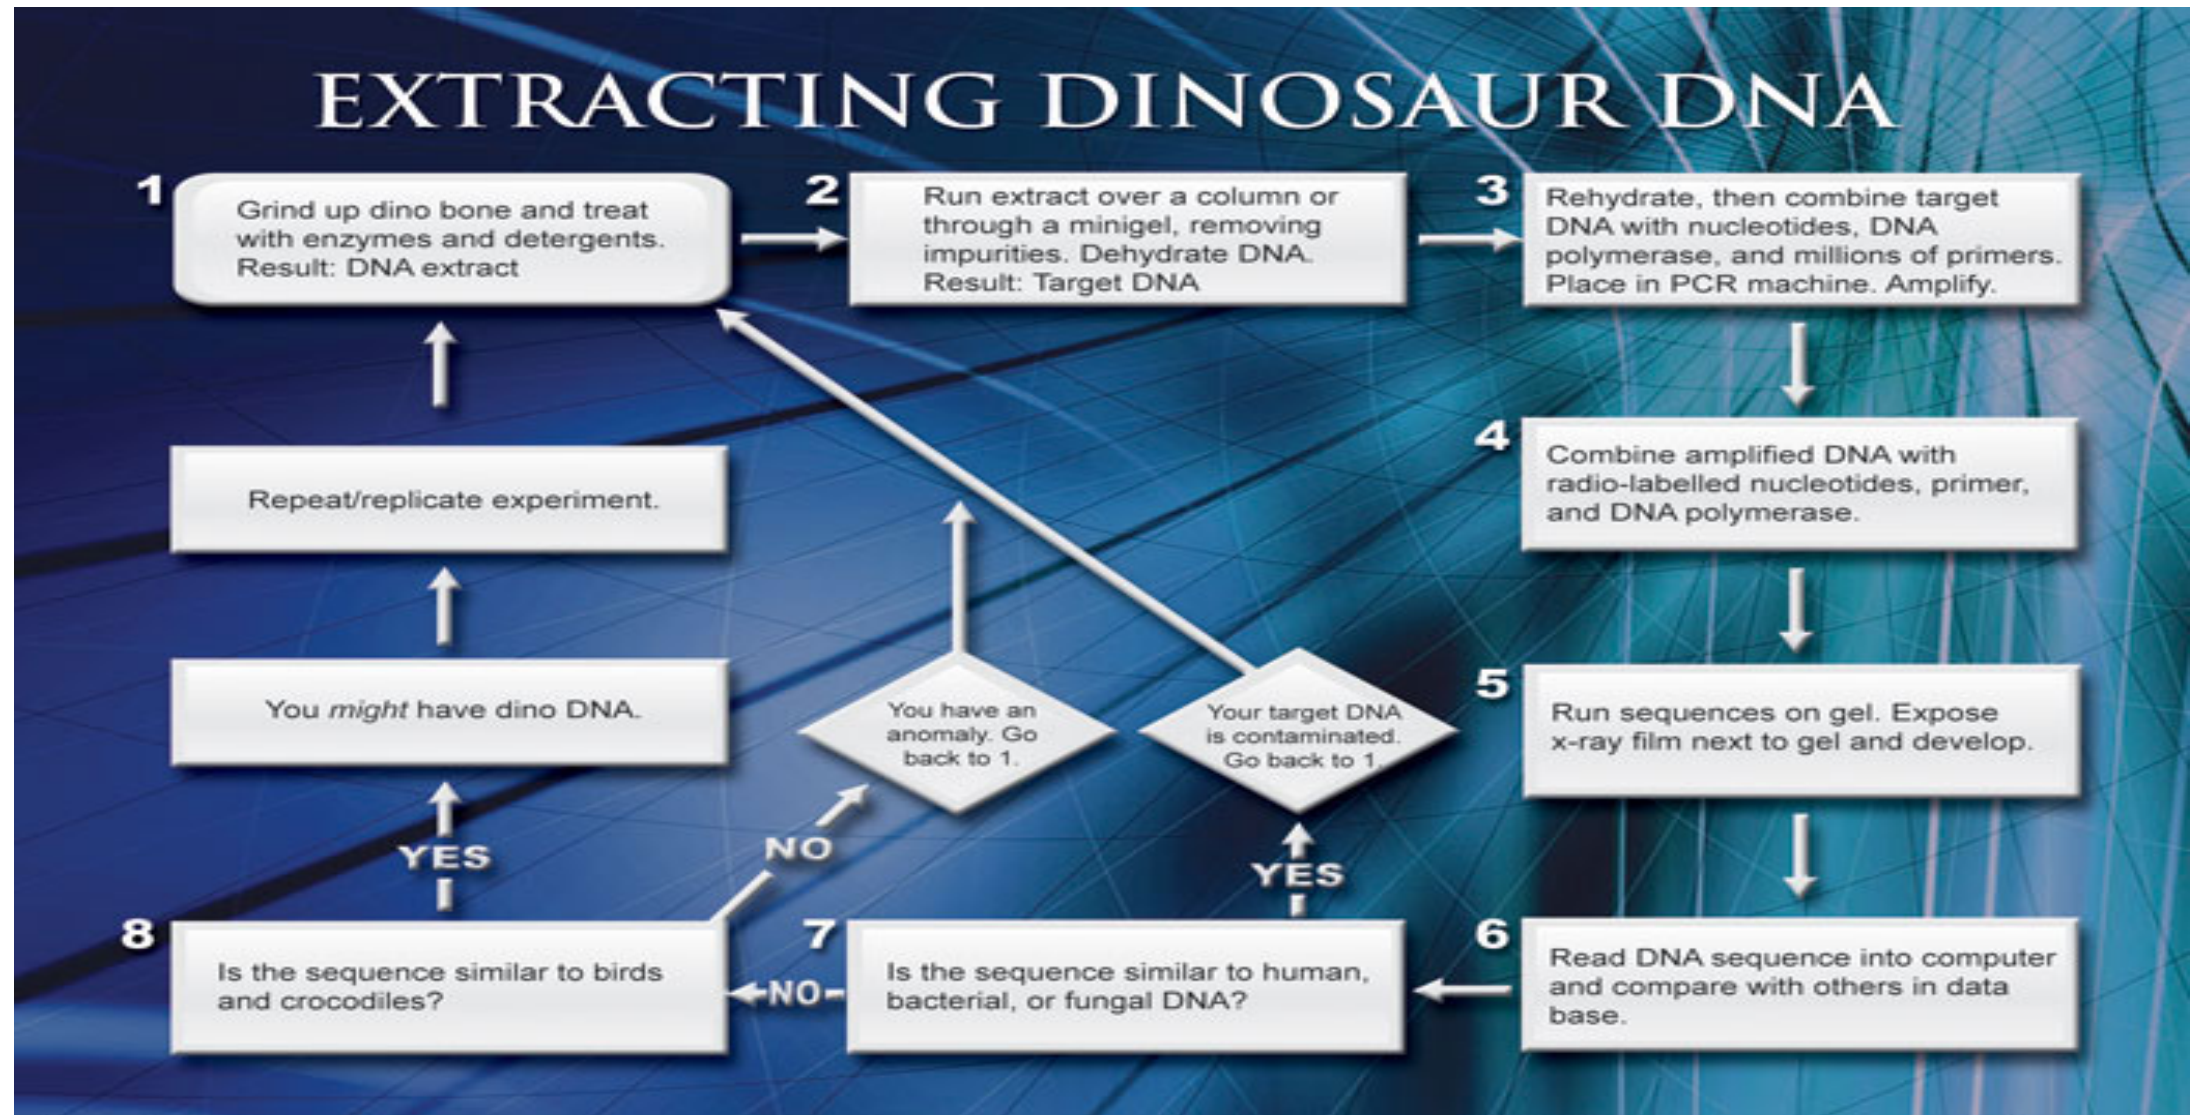 EXTRACTING DINOSAUR DNA
1
Grind up dino bone and treat
with enzymes and detergents.
Result: DNA extract
2
Run extract over a column or
through a minigel, removing
impurities. Dehydrate DNA.
Result: Target DNA
3
Rehydrate, then combine target
DNA with nucleotides, DNA
polymerase, and millions of primers.
Place in PCR machine. Amplify.
4
Combine amplified DNA with
radio-labelled nucleotides, primer,
and DNA polymerase.
5
Run sequences on gel. Expose
x-ray film next to gel and develop.
6
Read DNA sequence into computer
and compare with others in data
base.
7
Is the sequence similar to human,
bacterial, or fungal DNA?
YES
Your target DNA
is contaminated.
Go back to 1.
NO
8
Is the sequence similar to birds
and crocodiles?
NO
You have an
anomaly. Go
back to 1.
YES
You might have dino DNA.
Repeat/replicate experiment.